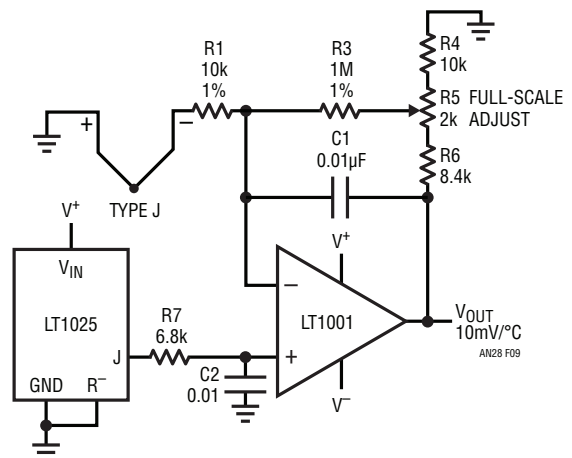 R1
10k
1%
R3
1M
1%
R4
10k
R5 FULL-SCALE
2k ADJUST
R6
8.4k
C1
0.01µF
+
−
TYPE J
V+
VIN
LT1025
J
GND R−
R7
6.8k
C2
0.01
V+
−
LT1001
+
V−
VOUT
10mV/°C
AN28 F09